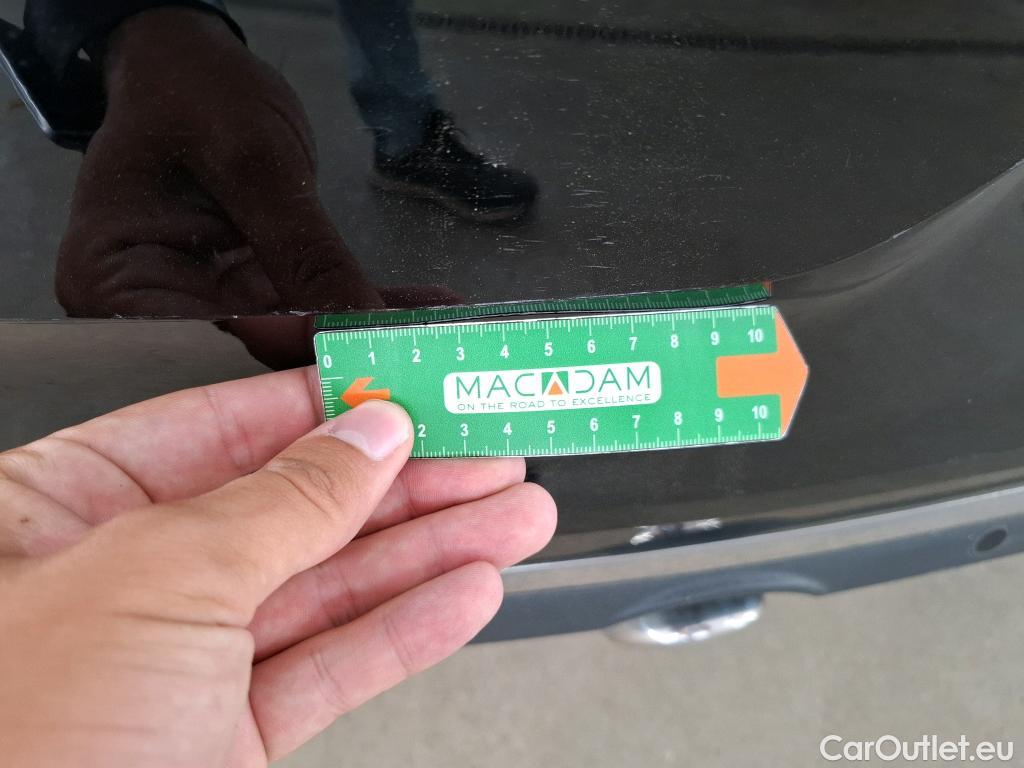 0 1 2 3 4 5 6 7 8 9 10
MACADAM
ON THE ROAD TO EXCELLENCE
2 3 4 5 6 7 8 9 10
CarOutlet.eu